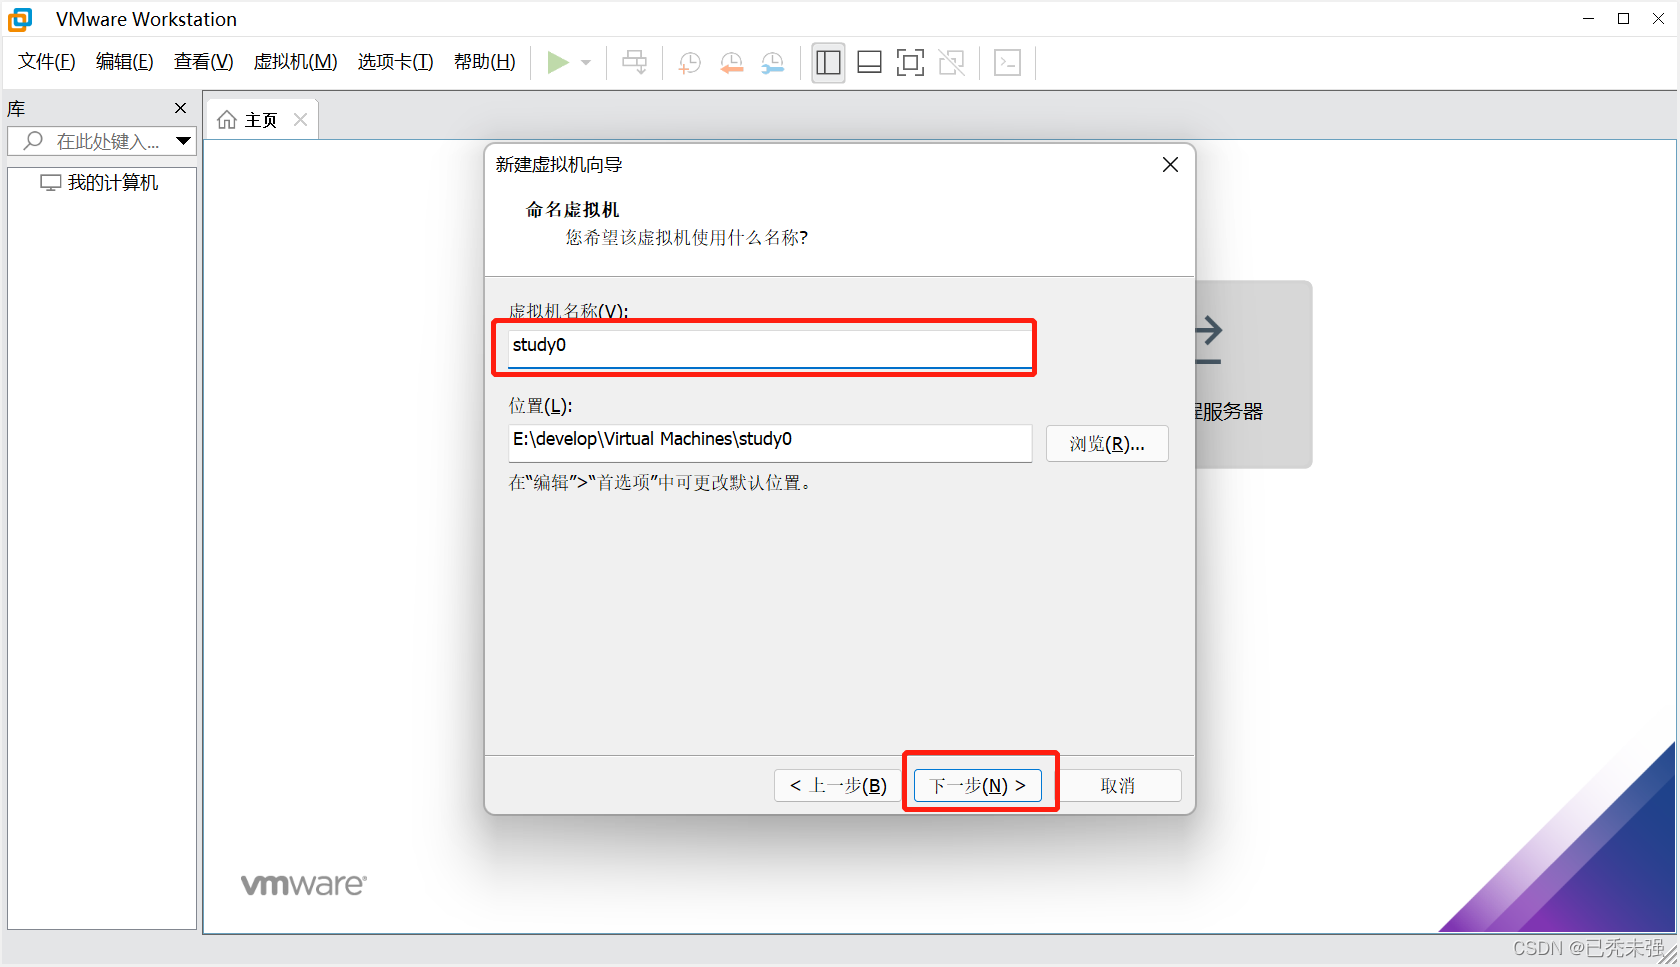 VMware Workstation
文件(F) 编辑(E) 查看(V) 虚拟机(M) 选项卡(T) 帮助(H)
库
主页
在此处键入...
我的计算机
新建虚拟机向导
命名虚拟机
您希望该虚拟机使用什么名称?
虚拟机名称(V):
study0
位置(L):
E:\develop\Virtual Machines\study0
浏览(R)...
在“编辑”>“首选项”中可更改默认位置。
服务器
< 上一步(B) 下一步(N) > 取消
vmware
CSDN @已秃未强